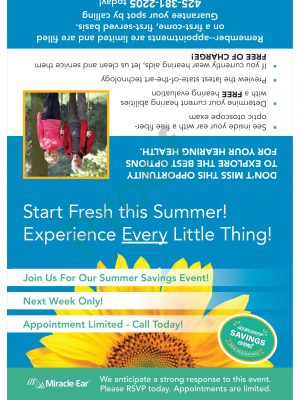 DON'T MISS THIS OPPORTUNITY
TO EXPLORE THE BEST OPTIONS
FOR YOUR HEARING HEALTH.
• See inside your ear with a free fiber-
optic otoscope exam
• Determine your current hearing abilities
with a FREE hearing evaluation
• Preview the latest state-of-the-art technology
• If you currently wear hearing aids, let us clean and service them
FREE OF CHARGE!
Remember--appointments are limited and are filled
on a first-come, first-served basis.
Guarantee your spot by calling
425-381-2205 today!
Start Fresh this Summer!
Experience Every Little Thing!
Join Us For Our Summer Savings Event!
Next Week Only!
Appointment Limited - Call Today!
summer
SAVINGS
event
Miracle-Ear®
We anticipate a strong response to this event.
Please RSVP today. Appointments are limited.